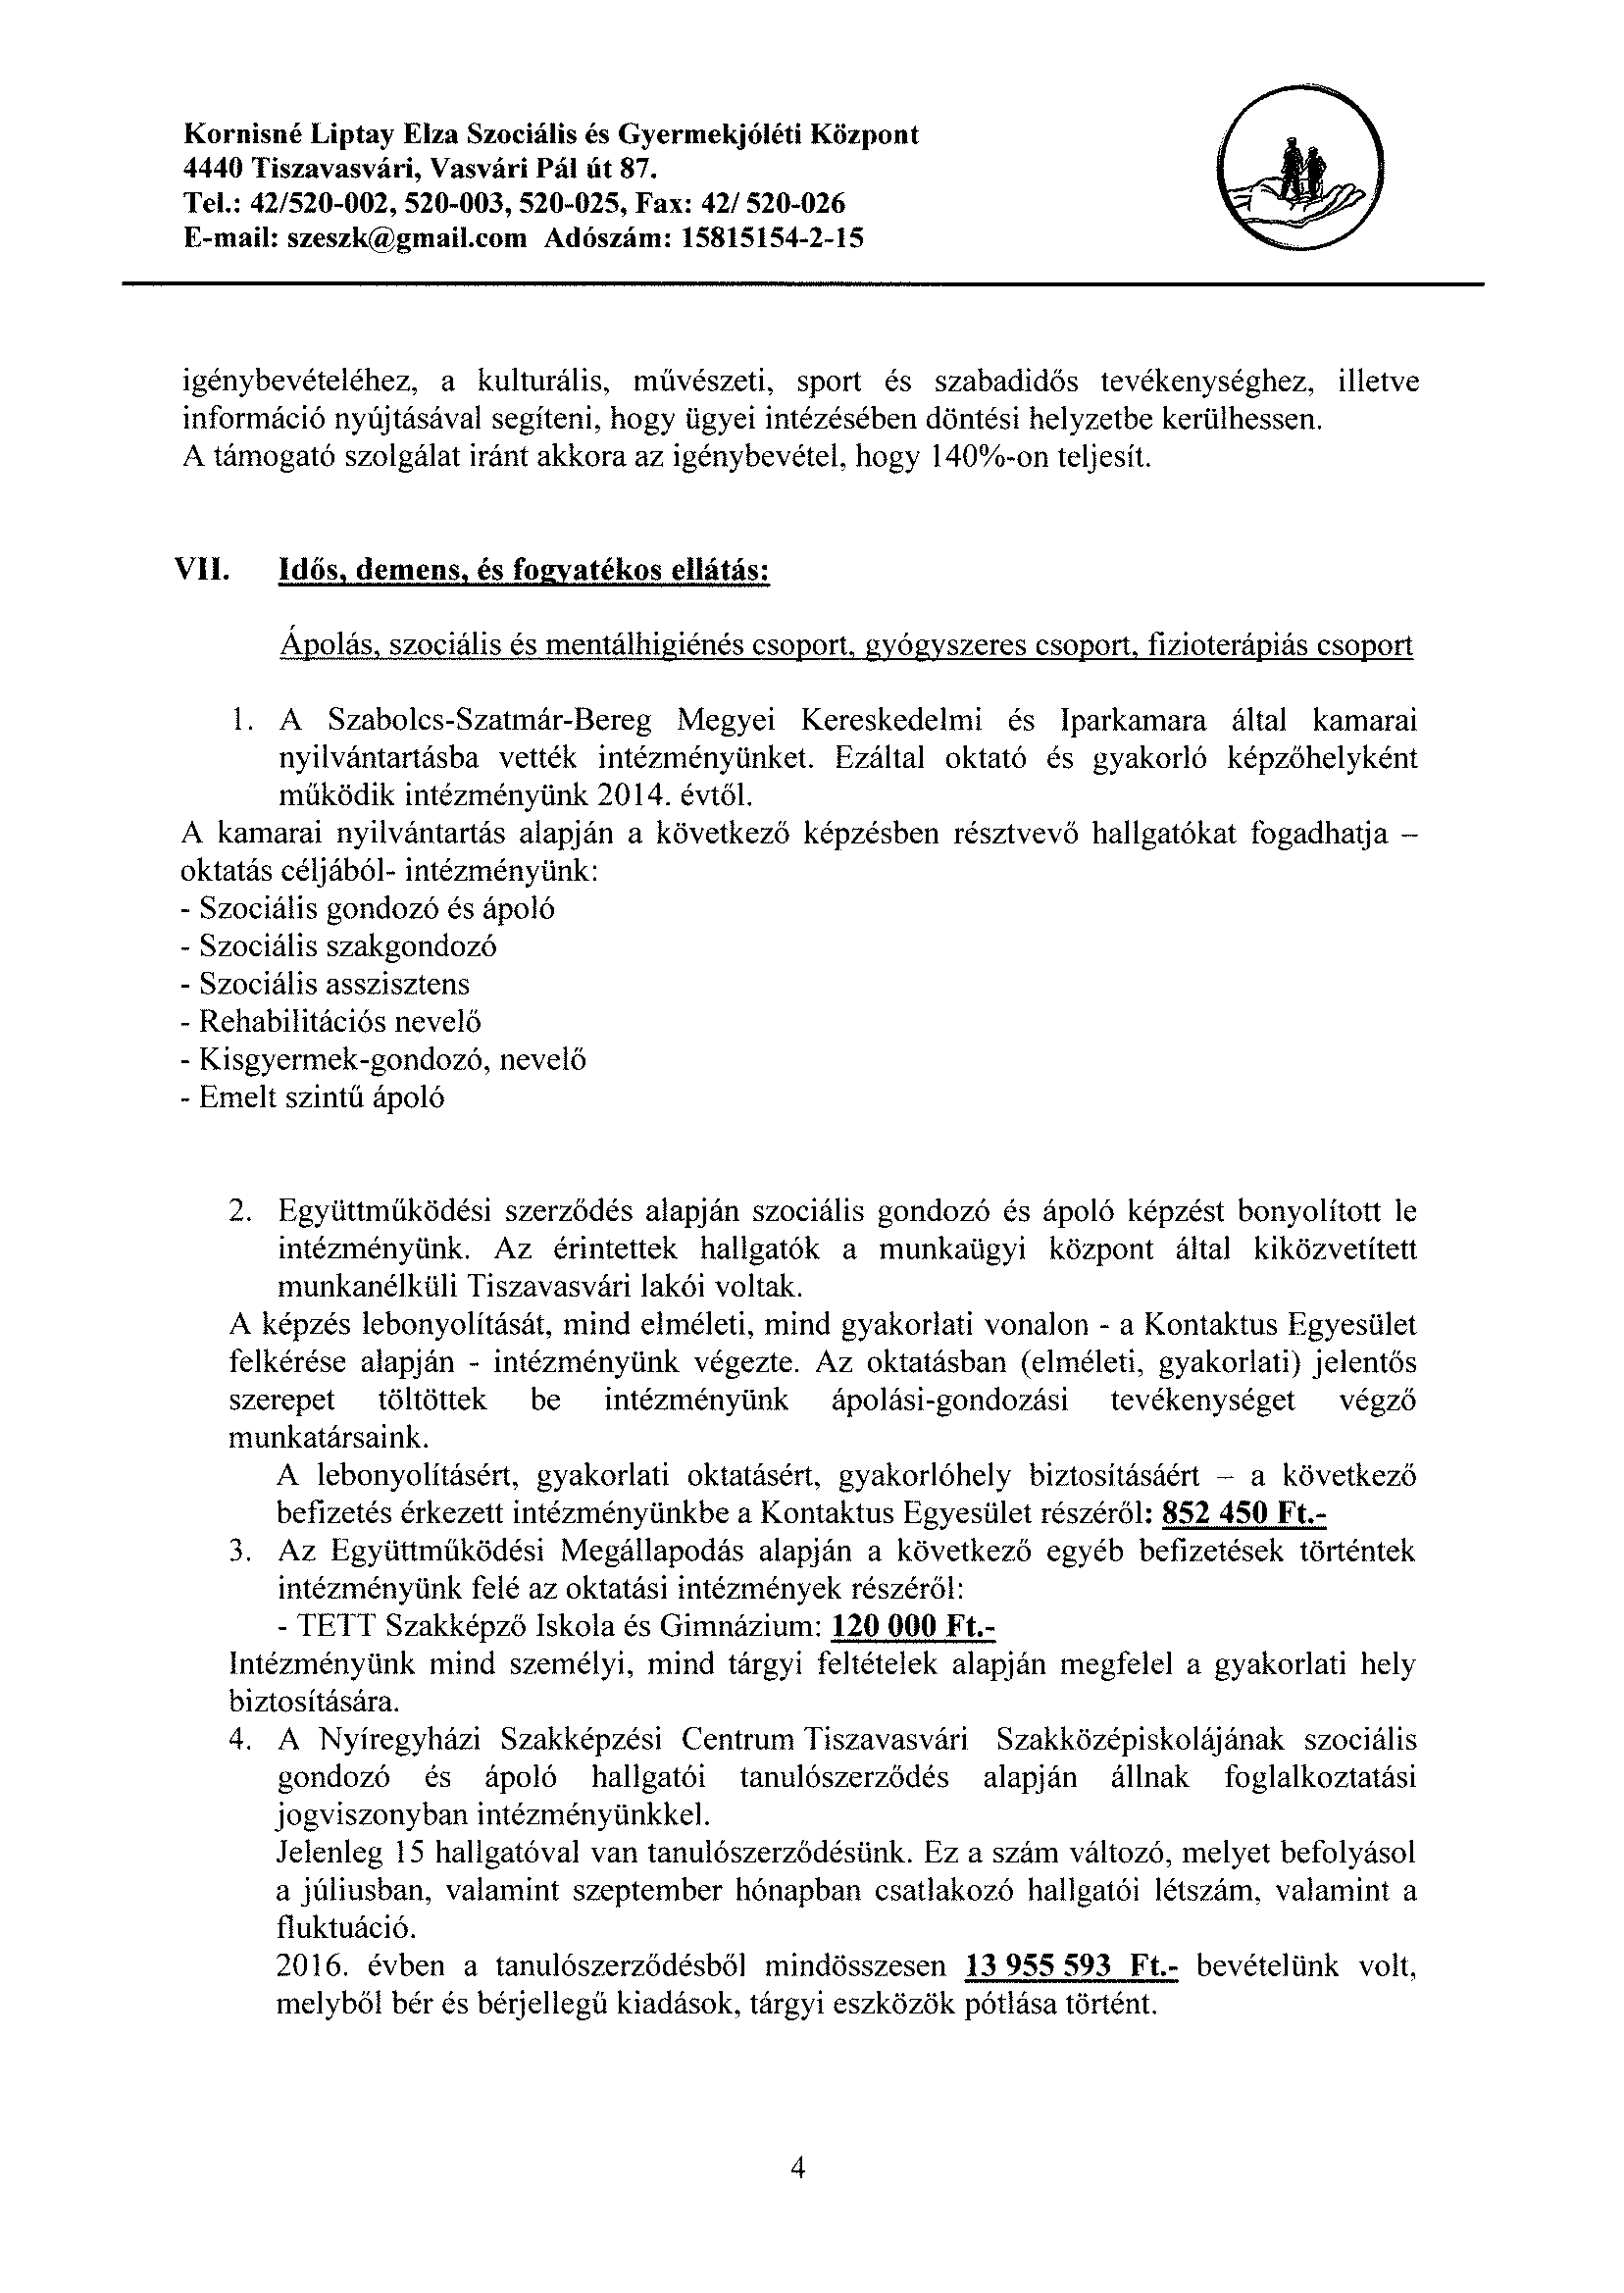 Kornisné Liptay Elza Szociális és Gyermekjóléti Központ
4440 Tiszavasvári, Vasvári Pál út 87.
Tel.: 42/520-002, 520-003, 520-025, Fax: 42/ 520-026
E-mail: szeszk@gmail.com Adószám: 15815154-2-15
igénybevételéhez, a kulturális, művészeti, sport és szabadidős tevékenységhez, illetve
információ nyújtásával segíteni, hogy ügyei intézésében döntési helyzetbe kerülhessen.
A támogató szolgálat iránt akkora az igénybevétel, hogy 140%-on teljesít.
VII. Idős, demens, és fogyatékos ellátás:
Ápolás, szociális és mentálhigiénés csoport, gyógyszeres csoport, fizioterápiás csoport
1. A Szabolcs-Szatmár-Bereg Megyei Kereskedelmi és Iparkamara által kamarai
nyilvántartásba vették intézményünket. Ezáltal oktató és gyakorló képzőhelyként
működik intézményünk 2014. évtől.
A kamarai nyilvántartás alapján a következő képzésben résztvevő hallgatókat fogadhatja –
oktatás céljából- intézményünk:
- Szociális gondozó és ápoló
- Szociális szakgondozó
- Szociális asszisztens
- Rehabilitációs nevelő
- Kisgyermek-gondozó, nevelő
- Emelt szintű ápoló
2. Együttműködési szerződés alapján szociális gondozó és ápoló képzést bonyolított le
intézményünk. Az érintettek hallgatók a munkaügyi központ által kiközvetített
munkanélküli Tiszavasvári lakói voltak.
A képzés lebonyolítását, mind elméleti, mind gyakorlati vonalon - a Kontaktus Egyesület
felkérése alapján - intézményünk végezte. Az oktatásban (elméleti, gyakorlati) jelentős
szerepet töltöttek be intézményünk ápolási-gondozási tevékenységet végző
munkatársaink.
A lebonyolításért, gyakorlati oktatásért, gyakorlóhely biztosításáért – a következő
befizetés érkezett intézményünkbe a Kontaktus Egyesület részéről: 852 450 Ft.-
3. Az Együttműködési Megállapodás alapján a következő egyéb befizetések történtek
intézményünk felé az oktatási intézmények részéről:
- TETT Szakképző Iskola és Gimnázium: 120 000 Ft.-
Intézményünk mind személyi, mind tárgyi feltételek alapján megfelel a gyakorlati hely
biztosítására.
4. A Nyíregyházi Szakképzési Centrum Tiszavasvári Szakközépiskolájának szociális
gondozó és ápoló hallgatói tanulószerződés alapján állnak foglalkoztatási
jogviszonyban intézményünkkel.
Jelenleg 15 hallgatóval van tanulószerződésünk. Ez a szám változó, melyet befolyásol
a júliusban, valamint szeptember hónapban csatlakozó hallgatói létszám, valamint a
fluktuáció.
2016. évben a tanulószerződésből mindösszesen 13 955 593 Ft.- bevételünk volt,
melyből bér és bérjellegű kiadások, tárgyi eszközök pótlása történt.
4